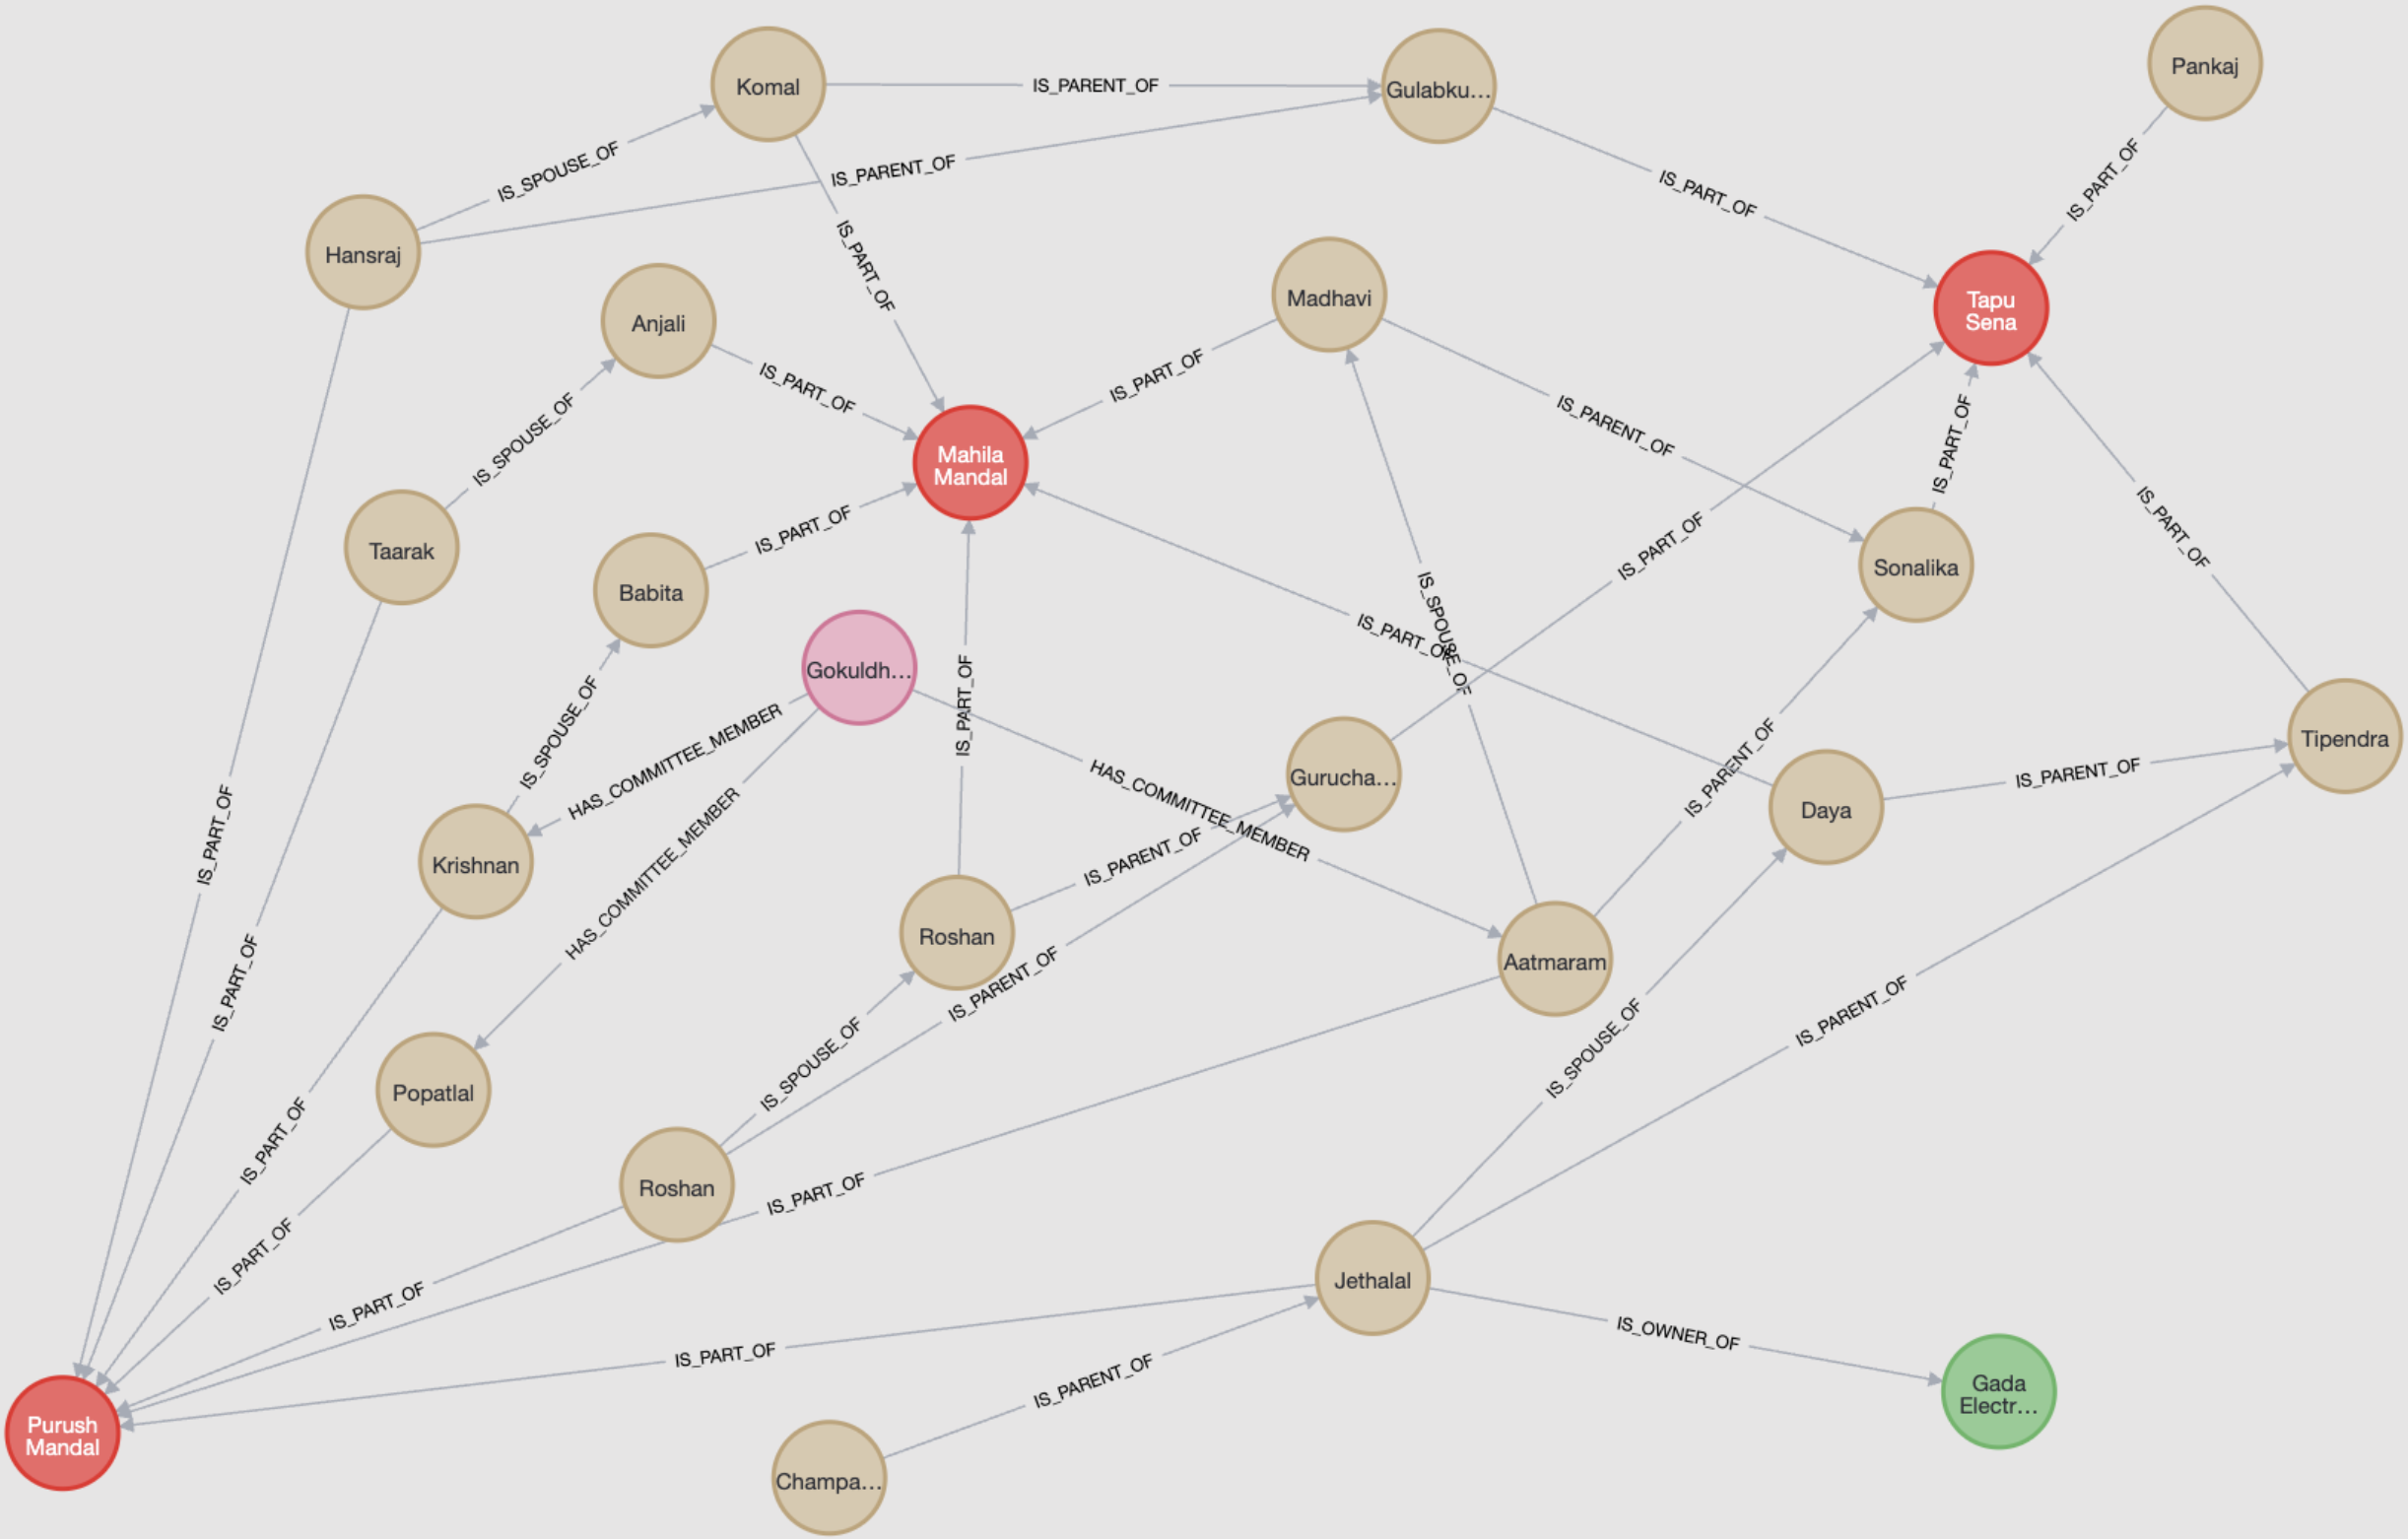 Pankaj
Komal
IS_PARENT_OF
Gulabku...
IS_SPOUSE_OF
IS_PARENT_OF
IS_PART_OF
IS_PART_OF
Hansraj
IS_PART_OF
Anjali
Madhavi
Tapu
Sena
IS_PART_OF
IS_PART_OF
IS_SPOUSE_OF
IS_PARENT_OF
IS_PART_OF
Mahila
Mandal
Taarak
IS_PART_OF
IS_PART_OF
IS_PART_OF
Babita
Sonalika
IS_SPOUSE_OF
IS_PART_OF
Gokuldh...
IS_PART_OF
IS_SPOUSE_OF
HAS_COMMITTEE_MEMBER
Tipendra
Gurucha...
IS_PARENT_OF
IS_PARENT_OF
HAS_COMMITTEE_MEMBER
Daya
IS_PART_OF
Krishnan
HAS_COMMITTEE_MEMBER
IS_PARENT_OF
Roshan
Aatmaram
IS_PART_OF
IS_PARENT_OF
IS_PARENT_OF
IS_SPOUSE_OF
IS_SPOUSE_OF
Popatlal
IS_PART_OF
Roshan
IS_PART_OF
IS_PART_OF
Jethalal
IS_PART_OF
IS_OWNER_OF
IS_PART_OF
IS_PARENT_OF
Gada
Electr...
Purush
Mandal
Champa...